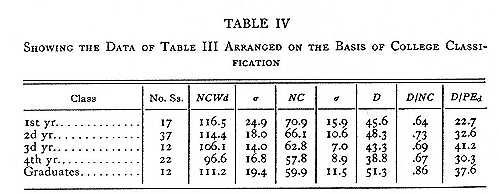 TABLE IV
SHOWING THE DATA OF TABLE III ARRANGED ON THE BASIS OF COLLEGE CLASSI-
FICATION
Class No. Ss. NCWd σ NC σ D D/NC D/PEd
1st yr............. 17 116.5 24.9 70.9 15.9 45.6 .64 22.7
2d yr............. 37 114.4 18.0 66.1 10.6 48.3 .73 32.6
3d yr............. 12 106.1 14.0 62.8 7.0 43.3 .69 41.2
4th yr............. 22 96.6 16.8 57.8 8.9 38.8 .67 30.3
Graduates......... 12 111.2 19.4 59.9 11.5 51.3 .86 37.6